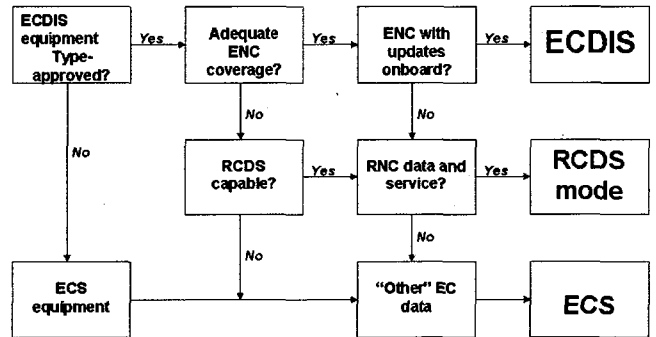 ECDIS
equipment
Type-
approved?
Yes
Adequate
ENC
coverage?
Yes
ENC with
updates
onboard?
Yes
ECDIS
No
No
No
RCDS
capable?
Yes
RNC data and
service?
Yes
RCDS
mode
No
No
ECS
equipment
"Other" EC
data
ECS